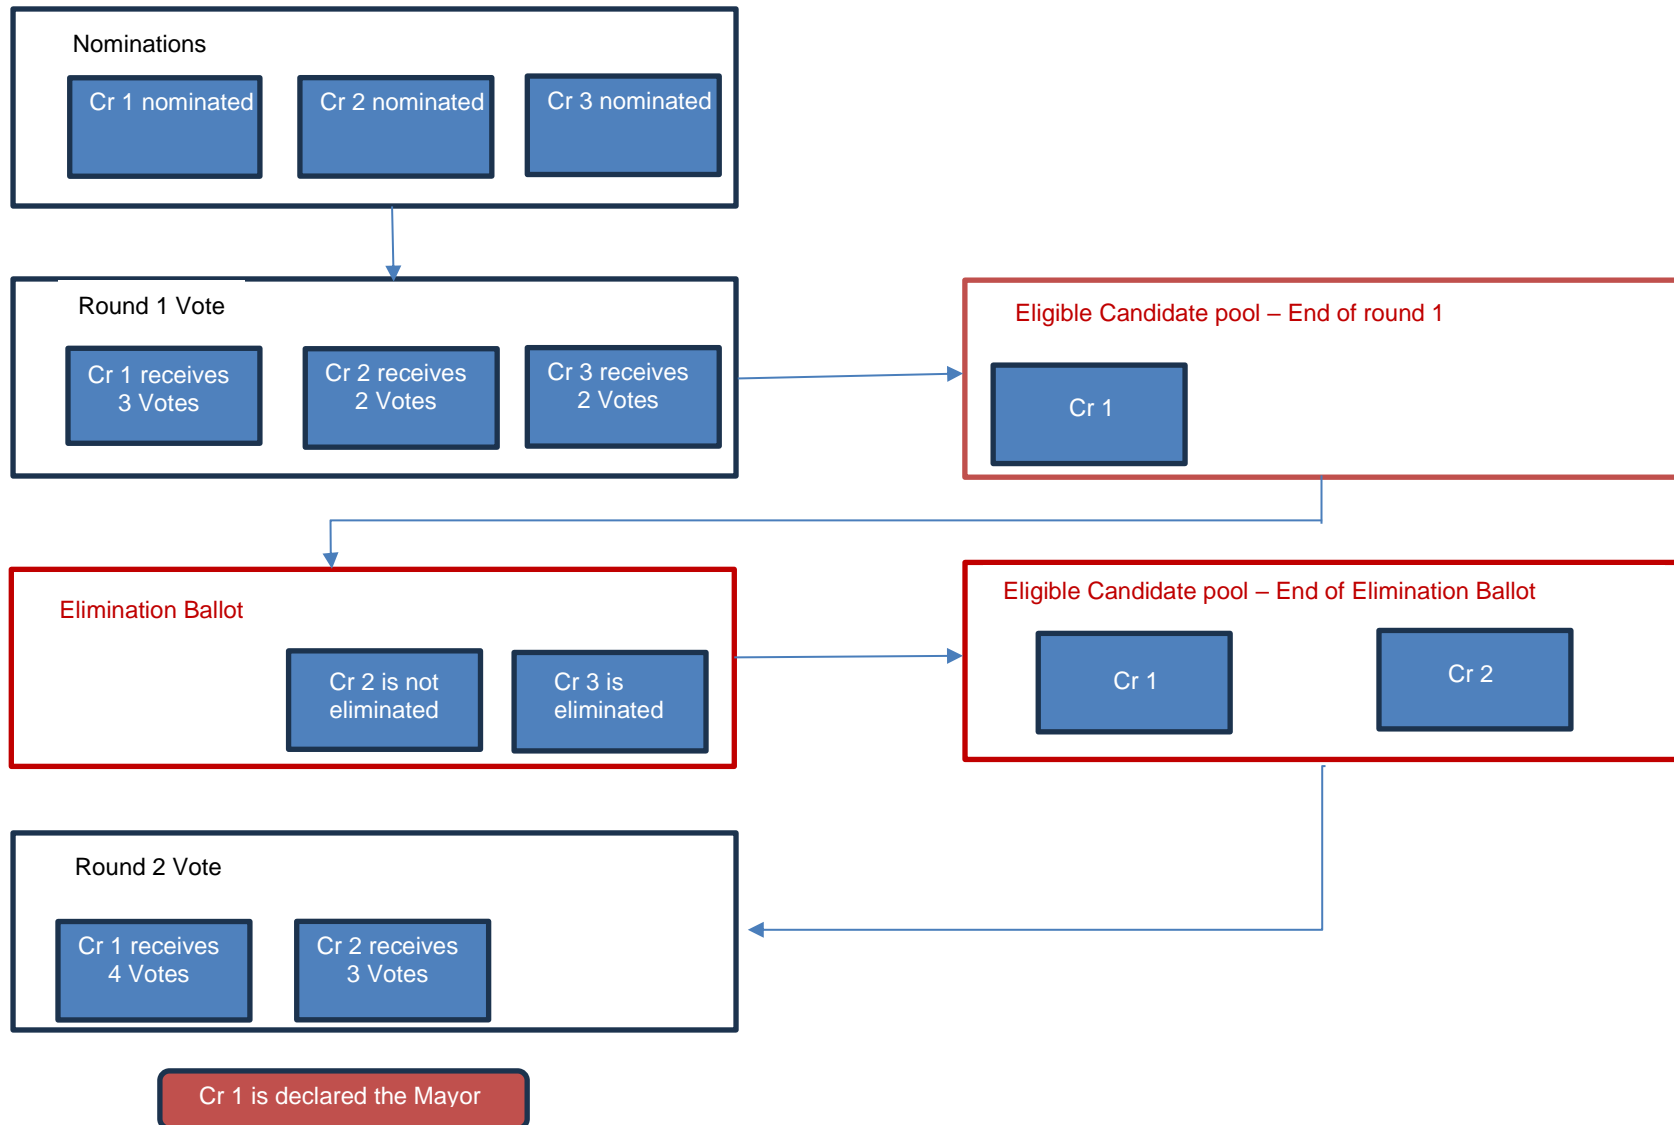 Nominations
Cr 1 nominated
Cr 2 nominated
Cr 3 nominated
Round 1 Vote
Cr 1 receives
3 Votes
Cr 2 receives
2 Votes
Cr 3 receives
2 Votes
Eligible Candidate pool – End of round 1
Cr 1
Elimination Ballot
Cr 2 is not
eliminated
Cr 3 is
eliminated
Eligible Candidate pool – End of Elimination Ballot
Cr 1
Cr 2
Round 2 Vote
Cr 1 receives
4 Votes
Cr 2 receives
3 Votes
Cr 1 is declared the Mayor